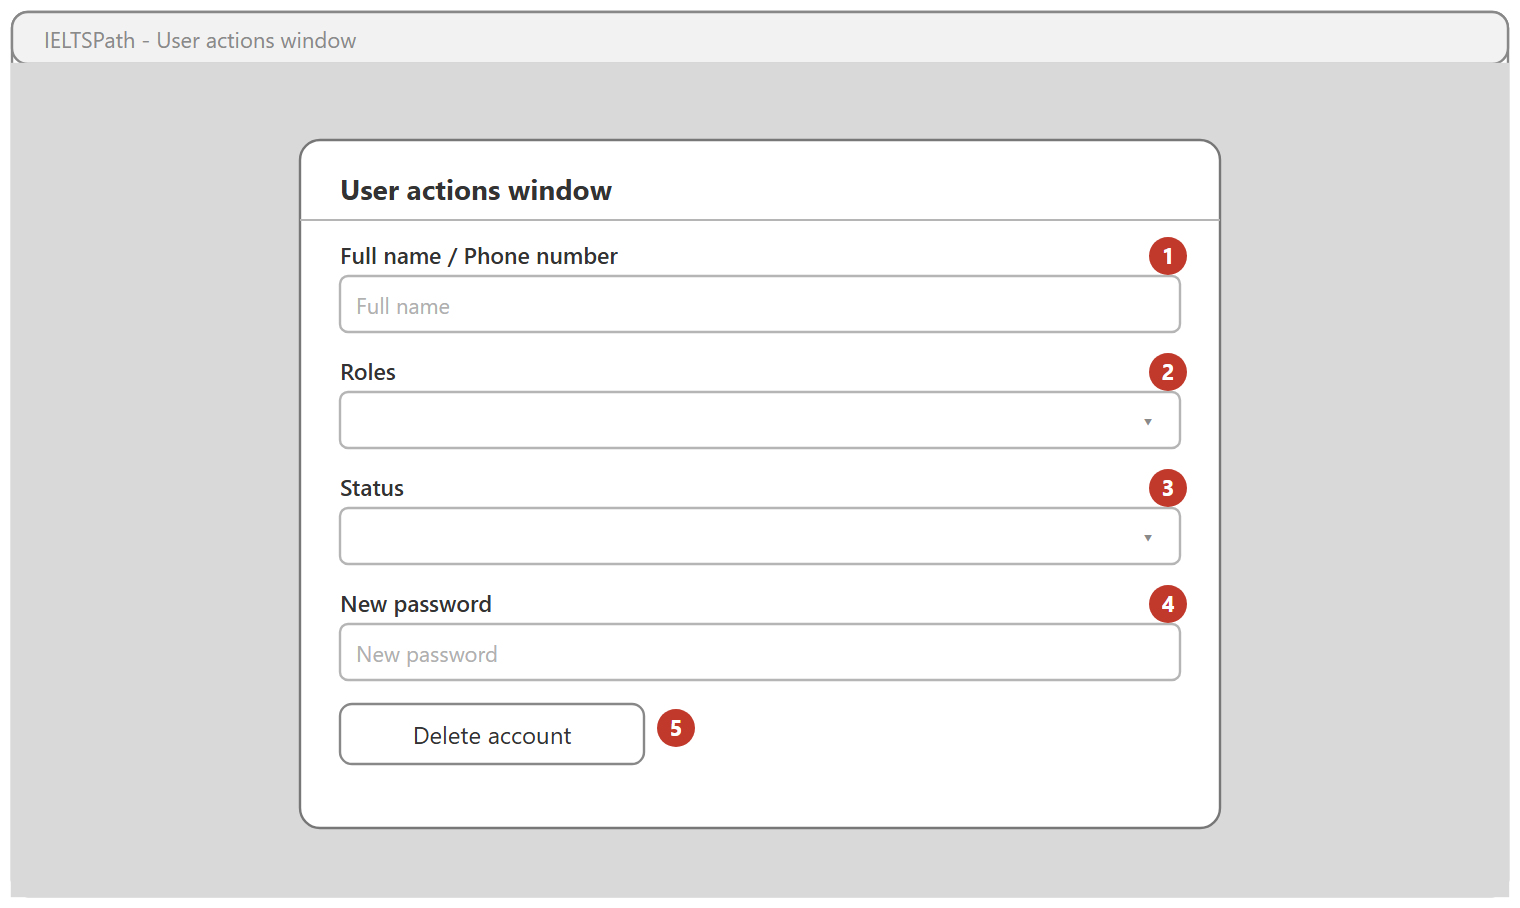 IELTSPath - User actions window
User actions window
Full name / Phone number
1
Full name
Roles
2
Status
3
New password
4
New password
Delete account
5